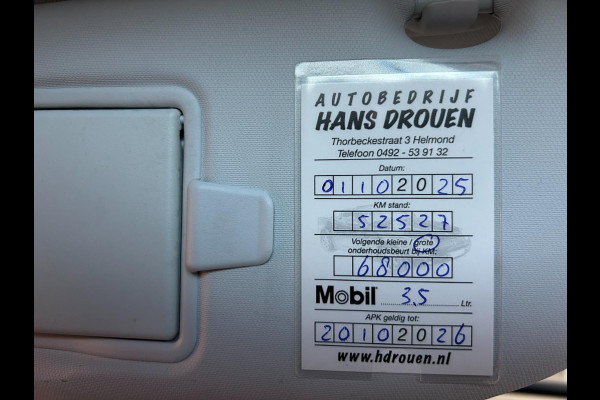 AUTOBEDRIJF
HANS DROUEN
Thorbeckestraat 3 Helmond
Telefoon 0492 - 53 91 32
Datum:
01102025
KM stand:
52527
Volgende kleine / grote
onderhoudsbeurt bij KM:
68000
Mobil 3,5 Ltr.
APK geldig tot:
20102026
www.hdrouen.nl